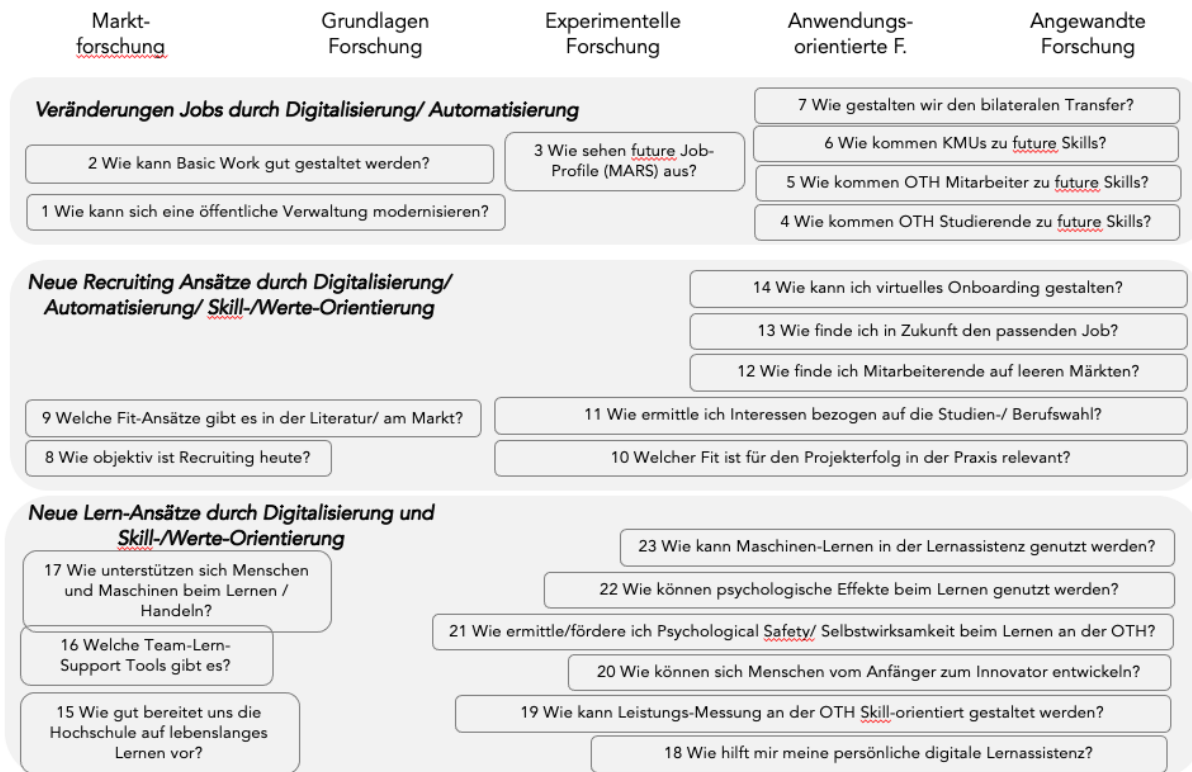 Markt-
forschung
Grundlagen
Forschung
Experimentelle
Forschung
Anwendungs-
orientierte F.
Angewandte
Forschung
Veränderungen Jobs durch Digitalisierung/ Automatisierung
2 Wie kann Basic Work gut gestaltet werden?
1 Wie kann sich eine öffentliche Verwaltung modernisieren?
3 Wie sehen future Job-
Profile (MARS) aus?
7 Wie gestalten wir den bilateralen Transfer?
6 Wie kommen KMUs zu future Skills?
5 Wie kommen OTH Mitarbeiter zu future Skills?
4 Wie kommen OTH Studierende zu future Skills?
Neue Recruiting Ansätze durch Digitalisierung/
Automatisierung/ Skill-/Werte-Orientierung
14 Wie kann ich virtuelles Onboarding gestalten?
13 Wie finde ich in Zukunft den passenden Job?
12 Wie finde ich Mitarbeiterende auf leeren Märkten?
9 Welche Fit-Ansätze gibt es in der Literatur/ am Markt?
11 Wie ermittle ich Interessen bezogen auf die Studien-/ Berufswahl?
8 Wie objektiv ist Recruiting heute?
10 Welcher Fit ist für den Projekterfolg in der Praxis relevant?
Neue Lern-Ansätze durch Digitalisierung und
Skill-/Werte-Orientierung
17 Wie unterstützen sich Menschen
und Maschinen beim Lernen /
Handeln?
16 Welche Team-Lern-
Support Tools gibt es?
15 Wie gut bereitet uns die
Hochschule auf lebenslanges
Lernen vor?
23 Wie kann Maschinen-Lernen in der Lernassistenz genutzt werden?
22 Wie können psychologische Effekte beim Lernen genutzt werden?
21 Wie ermittle/fördere ich Psychological Safety/ Selbstwirksamkeit beim Lernen an der OTH?
20 Wie können sich Menschen vom Anfänger zum Innovator entwickeln?
19 Wie kann Leistungs-Messung an der OTH Skill-orientiert gestaltet werden?
18 Wie hilft mir meine persönliche digitale Lernassistenz?